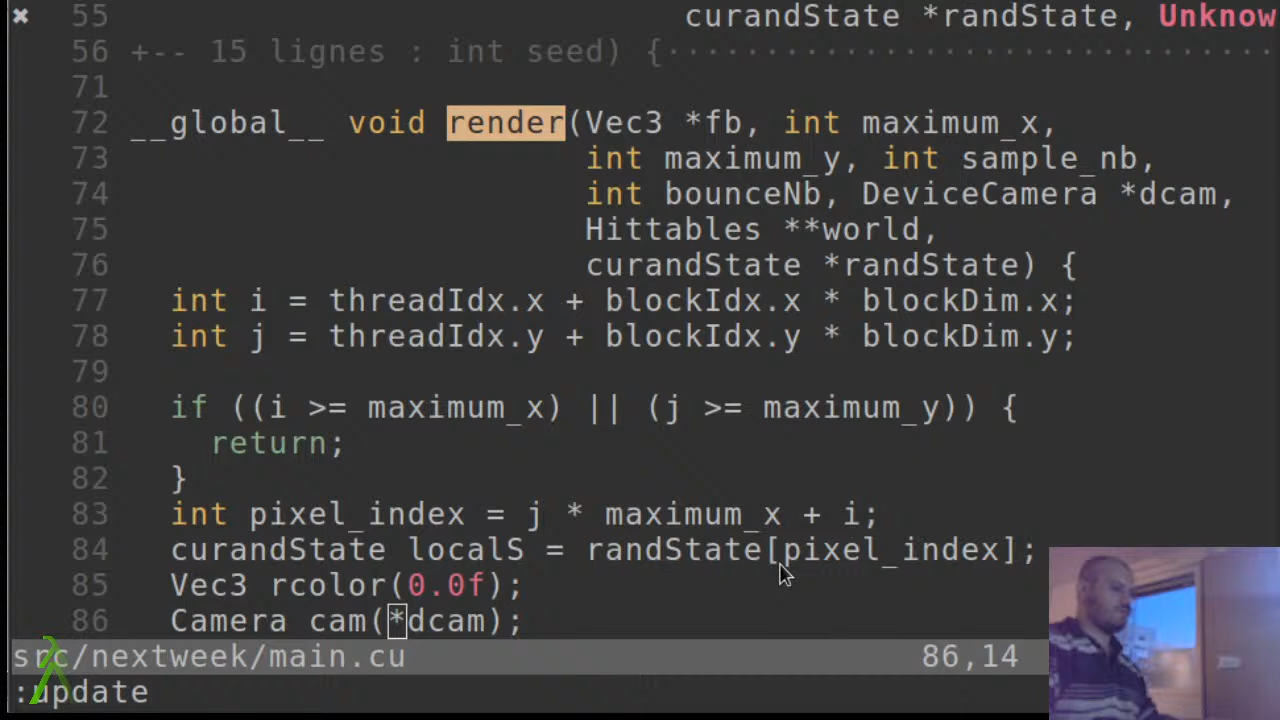 ✖ 55 curandState *randState, Unknow
56 +-- 15 lignes : int seed) {································
71
72 __global__ void render(Vec3 *fb, int maximum_x,
73 int maximum_y, int sample_nb,
74 int bounceNb, DeviceCamera *dcam,
75 Hittables **world,
76 curandState *randState) {
77 int i = threadIdx.x + blockIdx.x * blockDim.x;
78 int j = threadIdx.y + blockIdx.y * blockDim.y;
79
80 if ((i >= maximum_x) || (j >= maximum_y)) {
81 return;
82 }
83 int pixel_index = j * maximum_x + i;
84 curandState localS = randState[pixel_index];
85 Vec3 rcolor(0.0f);
86 Camera cam(*dcam);
src/nextweek/main.cu 86,14
:update
λ